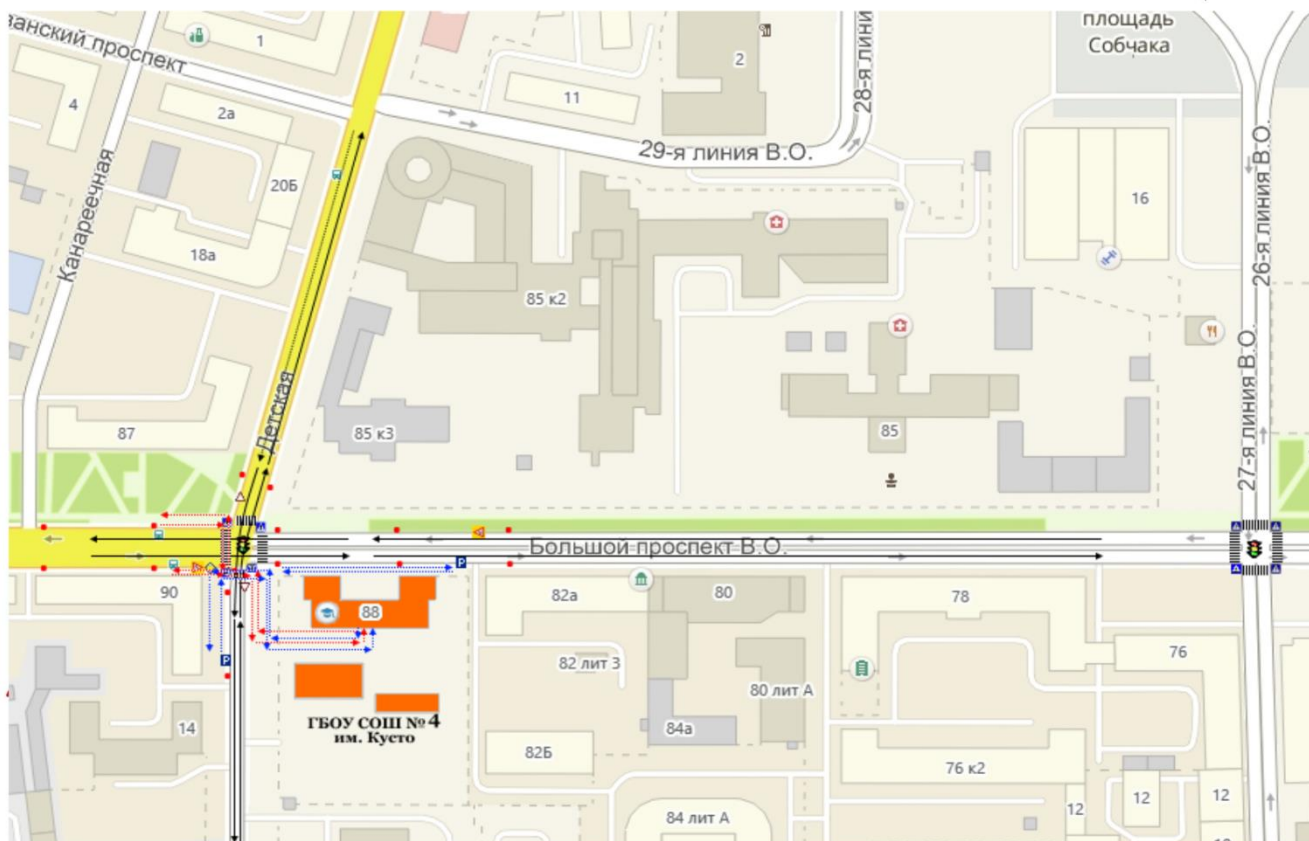 площадь
Собчака
ванский проспект
1
2
28-я линия
4
2а
11
29-я линия В.О.
20Б
16
18а
Канареечная
26-я линия В.О.
85 к2
Детская
85 к3
87
85
27-я линия В.О.
Большой проспект В.О.
90
88
82а
80
78
82 лит З
76
80 лит А
14
ГБОУ СОШ № 4
им. Кусто
84а
82Б
76 к2
12
12
12
84 лит А
P
P